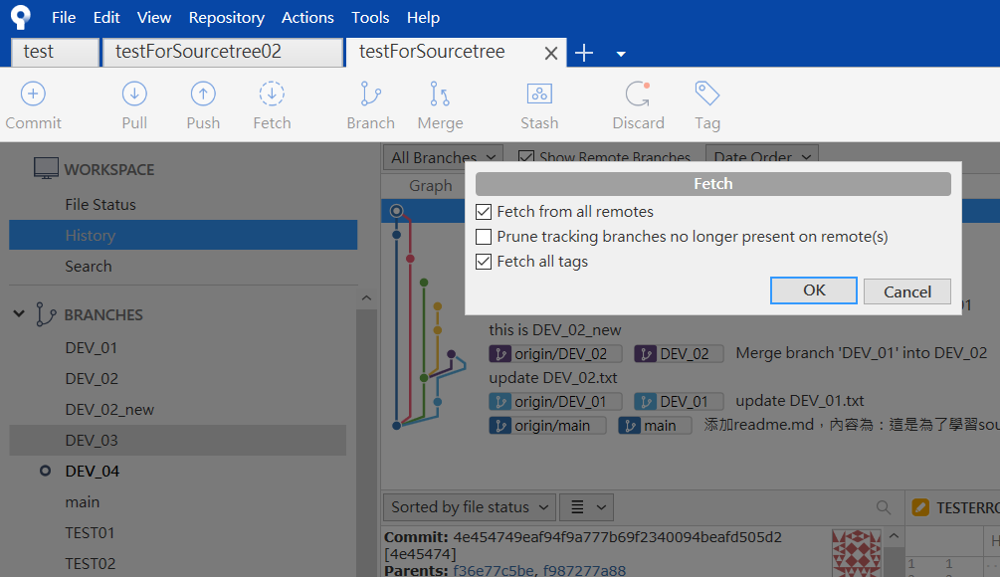 File Edit View Repository Actions Tools Help
test testForSourcetree02 testForSourcetree
Commit Pull Push Fetch Branch Merge Stash Discard Tag
WORKSPACE
File Status
History
Search
BRANCHES
DEV_01
DEV_02
DEV_02_new
DEV_03
DEV_04
main
TEST01
TEST02
All Branches Show Remote Branches Date Order
Graph
Fetch
Fetch from all remotes
Prune tracking branches no longer present on remote(s)
Fetch all tags
OK Cancel
01
this is DEV_02_new
origin/DEV_02 DEV_02 Merge branch 'DEV_01' into DEV_02
update DEV_02.txt
origin/DEV_01 DEV_01 update DEV_01.txt
origin/main main 添加readme.md，內容為：這是為了學習sou
Sorted by file status
Commit: 4e454749eaf94f9a777b69f2340094beafd505d2
[4e45474]
Parents: f36e77c5be, f987277a88
TESTERRO
H
1 1